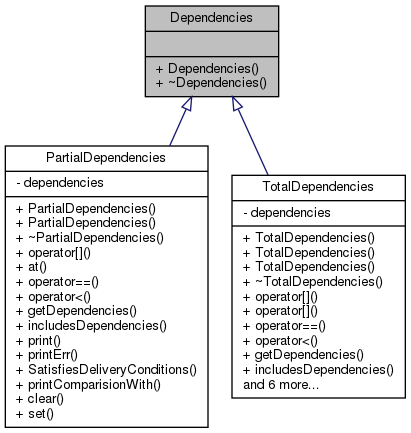 Dependencies
+ Dependencies()
+ ~Dependencies()
PartialDependencies
- dependencies
+ PartialDependencies()
+ PartialDependencies()
+ ~PartialDependencies()
+ operator[]()
+ at()
+ operator==()
+ operator<()
+ getDependencies()
+ includesDependencies()
+ print()
+ printErr()
+ SatisfiesDeliveryConditions()
+ printComparisionWith()
+ clear()
+ set()
TotalDependencies
- dependencies
+ TotalDependencies()
+ TotalDependencies()
+ TotalDependencies()
+ ~TotalDependencies()
+ operator[]()
+ operator[]()
+ operator==()
+ operator<()
+ getDependencies()
+ includesDependencies()
and 6 more...